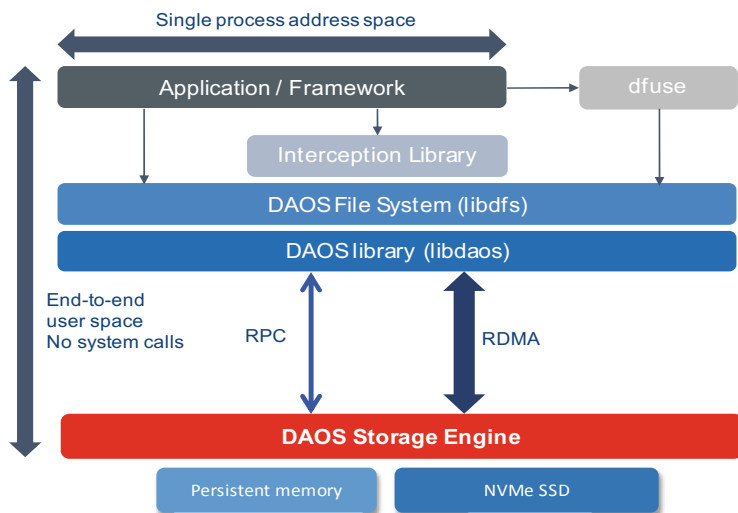 Single process address space
Application / Framework
dfuse
Interception Library
DAOS File System (libdfs)
DAOS library (libdaos)
End-to-end
user space
No system calls
RPC
RDMA
DAOS Storage Engine
Persistent memory
NVMe SSD